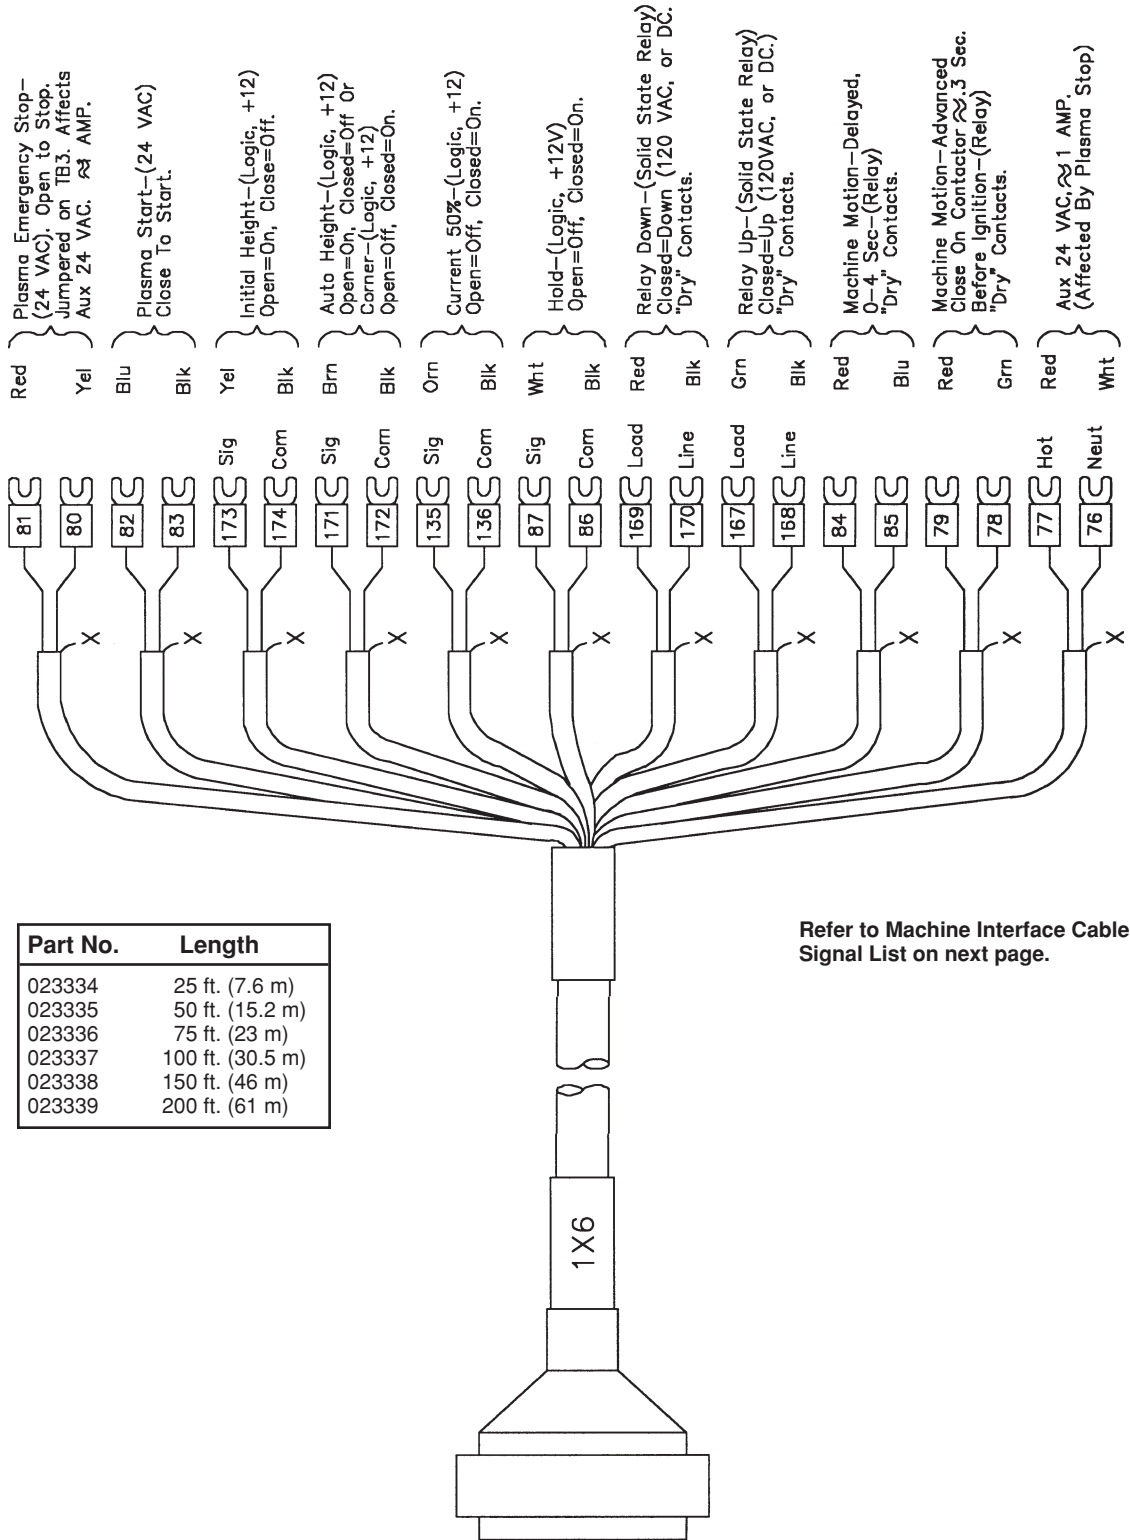 Plasma Emergency Stop—
(24 VAC). Open to Stop.
Jumpered on TB3. Affects
Aux 24 VAC. ≈1 AMP.
Plasma Start—(24 VAC)
Close To Start.
Initial Height—(Logic, +12)
Open=On, Close=Off.
Auto Height—(Logic, +12)
Open=On, Closed=Off Or
Corner—(Logic, +12)
Open=Off, Closed=On.
Current 50%—(Logic, +12)
Open=Off, Closed=On.
Hold—(Logic, +12V)
Open=Off, Closed=On.
Relay Down—(Solid State Relay)
Closed=Down (120 VAC, or DC.
"Dry" Contacts.
Relay Up—(Solid State Relay)
Closed=Up (120VAC, or DC.)
"Dry" Contacts.
Machine Motion—Delayed,
0—4 Sec—(Relay)
"Dry" Contacts.
Machine Motion—Advanced
Close On Contactor ≈.3 Sec.
Before Ignition—(Relay)
"Dry" Contacts.
Aux 24 VAC,≈1 AMP.
(Affected By Plasma Stop)
Red Yel Blu Blk Yel Blk Brn Blk Orn Blk Wht Blk Red Blk Grn Blk Red Blu Red Grn Red Wht
Sig Com Sig Com Sig Com Sig Com Load Line Load Line Hot Neut
81 80 82 83 173 174 171 172 135 136 87 86 169 170 167 168 84 85 79 78 77 76
X X X X X X X X X X X
Part No. Length
023334 25 ft. (7.6 m)
023335 50 ft. (15.2 m)
023336 75 ft. (23 m)
023337 100 ft. (30.5 m)
023338 150 ft. (46 m)
023339 200 ft. (61 m)
Refer to Machine Interface Cable
Signal List on next page.
1X6